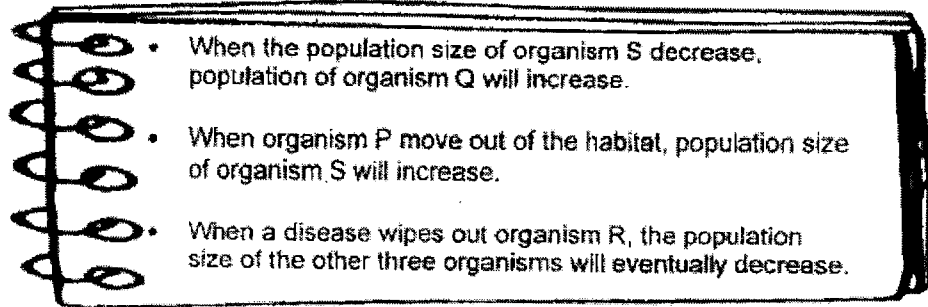 • When the population size of organism S decrease,
population of organism Q will increase.
• When organism P move out of the habitat, population size
of organism S will increase.
• When a disease wipes out organism R, the population
size of the other three organisms will eventually decrease.